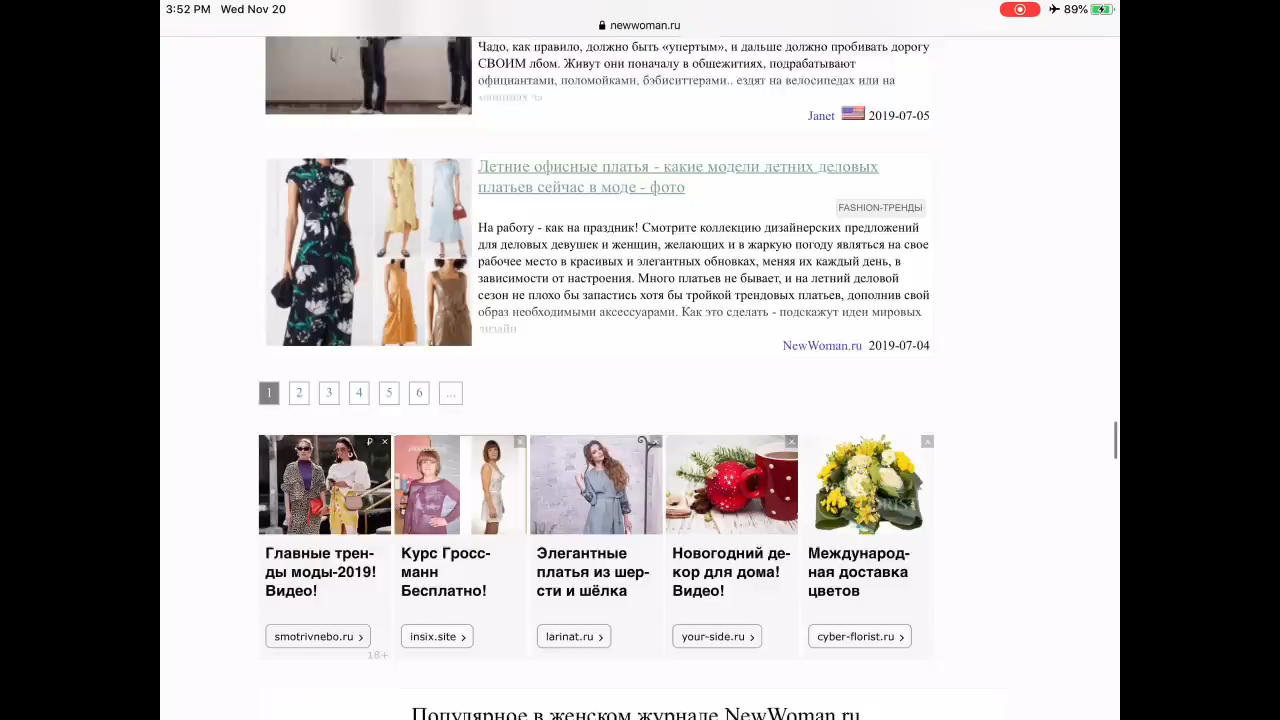 3:52 PM Wed Nov 20
89%
newwoman.ru
Чадо, как правило, должно быть «упертым», и дальше должно пробивать дорогу
СВОИМ лбом. Живут они поначалу в общежитиях, подрабатывают
официантами, поломойками, бэбиситтерами.. ездят на велосипедах или на
Janet 2019-07-05
Летние офисные платья - какие модели летних деловых
платьев сейчас в моде - фото
FASHION-ТРЕНДЫ
На работу - как на праздник! Смотрите коллекцию дизайнерских предложений
для деловых девушек и женщин, желающих и в жаркую погоду являться на свое
рабочее место в красивых и элегантных обновках, меняя их каждый день, в
зависимости от настроения. Много платьев не бывает, и на летний деловой
сезон не плохо бы запастись хотя бы тройкой трендовых платьев, дополнив свой
образ необходимыми аксессуарами. Как это сделать - подскажут идеи мировых
дизайн
NewWoman.ru 2019-07-04
1 2 3 4 5 6 ...
Главные трен-
ды моды-2019!
Видео!
smotrivnebo.ru
18+
Курс Гросс-
манн
Бесплатно!
insix.site
Элегантные
платья из шер-
сти и шёлка
larinat.ru
Новогодний де-
кор для дома!
Видео!
your-side.ru
Международ-
ная доставка
цветов
cyber-florist.ru
Популярное в женском журнале NewWoman.ru